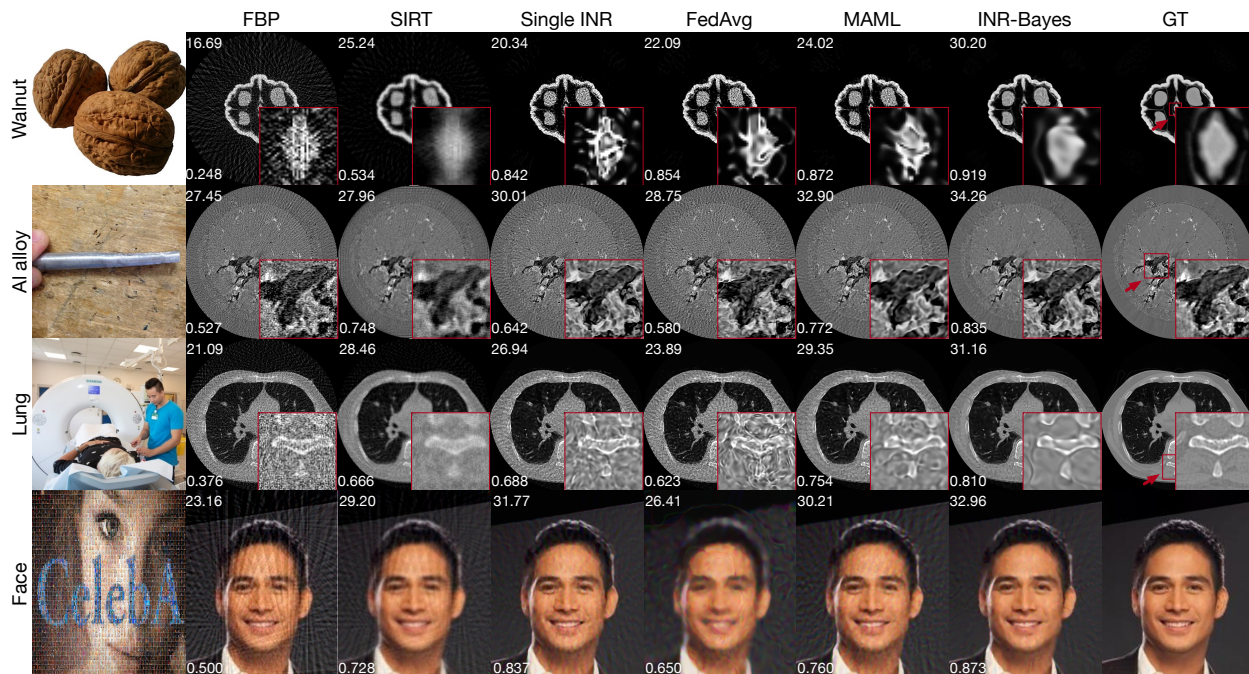 FBP SIRT Single INR FedAvg MAML INR-Bayes GT
Walnut
16.69 25.24 20.34 22.09 24.02 30.20
0.248 0.534 0.842 0.854 0.872 0.919
Al alloy
27.45 27.96 30.01 28.75 32.90 34.26
0.527 0.748 0.642 0.580 0.772 0.835
Lung
21.09 28.46 26.94 23.89 29.35 31.16
0.376 0.666 0.688 0.623 0.754 0.810
Face
CelebA
23.16 29.20 31.77 26.41 30.21 32.96
0.500 0.728 0.837 0.650 0.760 0.873